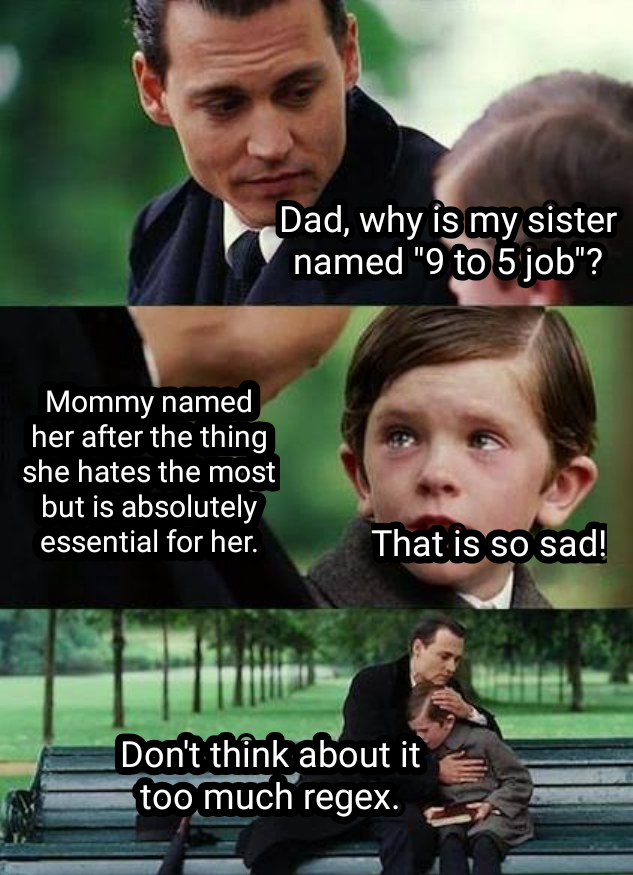 Dad, why is my sister
named "9 to 5 job"?
Mommy named
her after the thing
she hates the most
but is absolutely
essential for her.
That is so sad!
Don't think about it
too much regex.